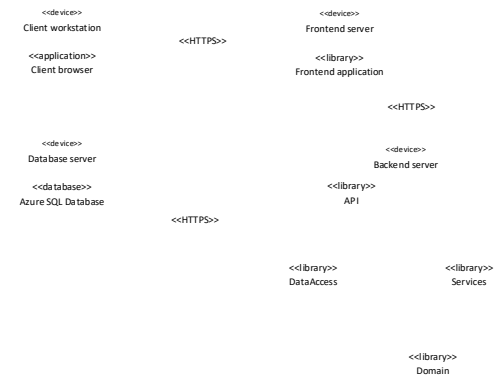 <<device>>
Client workstation
<<application>>
Client browser
<<HTTPS>>
<<device>>
Frontend server
<<library>>
Frontend application
<<HTTPS>>
<<device>>
Database server
<<database>>
Azure SQL Database
<<HTTPS>>
<<device>>
Backend server
<<library>>
API
<<library>>
DataAccess
<<library>>
Services
<<library>>
Domain